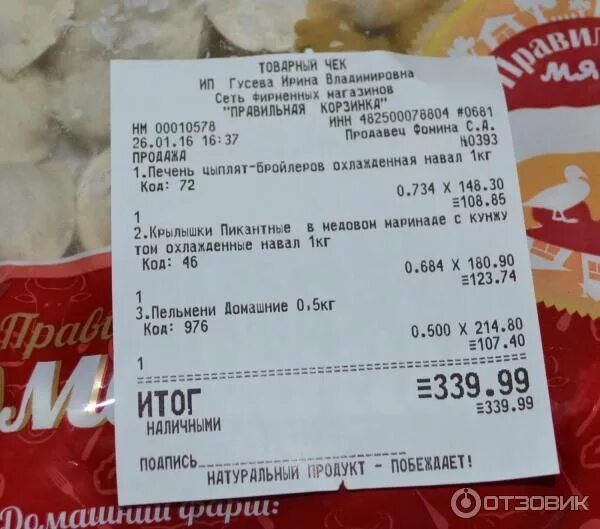 ТОВАРНЫЙ ЧЕК
ИП Гусева Ирина Владимировна
Сеть фирменных магазинов
"ПРАВИЛЬНАЯ КОРЗИНКА"
НМ 00010578 ИНН 482500078804 #0681
26.01.16 16:37 Продавец Фомина С.А.
ПРОДАЖА №0393
1.Печень цыплят-бройлеров охлажденная навал 1кг
Код: 72
0.734 X 148.30
1 ≡108.85
2.Крылышки Пикантные в медовом маринаде с кунжу
том охлажденные навал 1кг
Код: 46
0.684 X 180.90
1 ≡123.74
3.Пельмени Домашние 0,5кг
Код: 976
0.500 X 214.80
1 ≡107.40
ИТОГ ≡339.99
НАЛИЧНЫМИ ≡339.99
ПОДПИСЬ
НАТУРАЛЬНЫЙ ПРОДУКТ - ПОБЕЖДАЕТ!
Правил
мя
Прави
Домашний фарш:
ОТЗОВИК